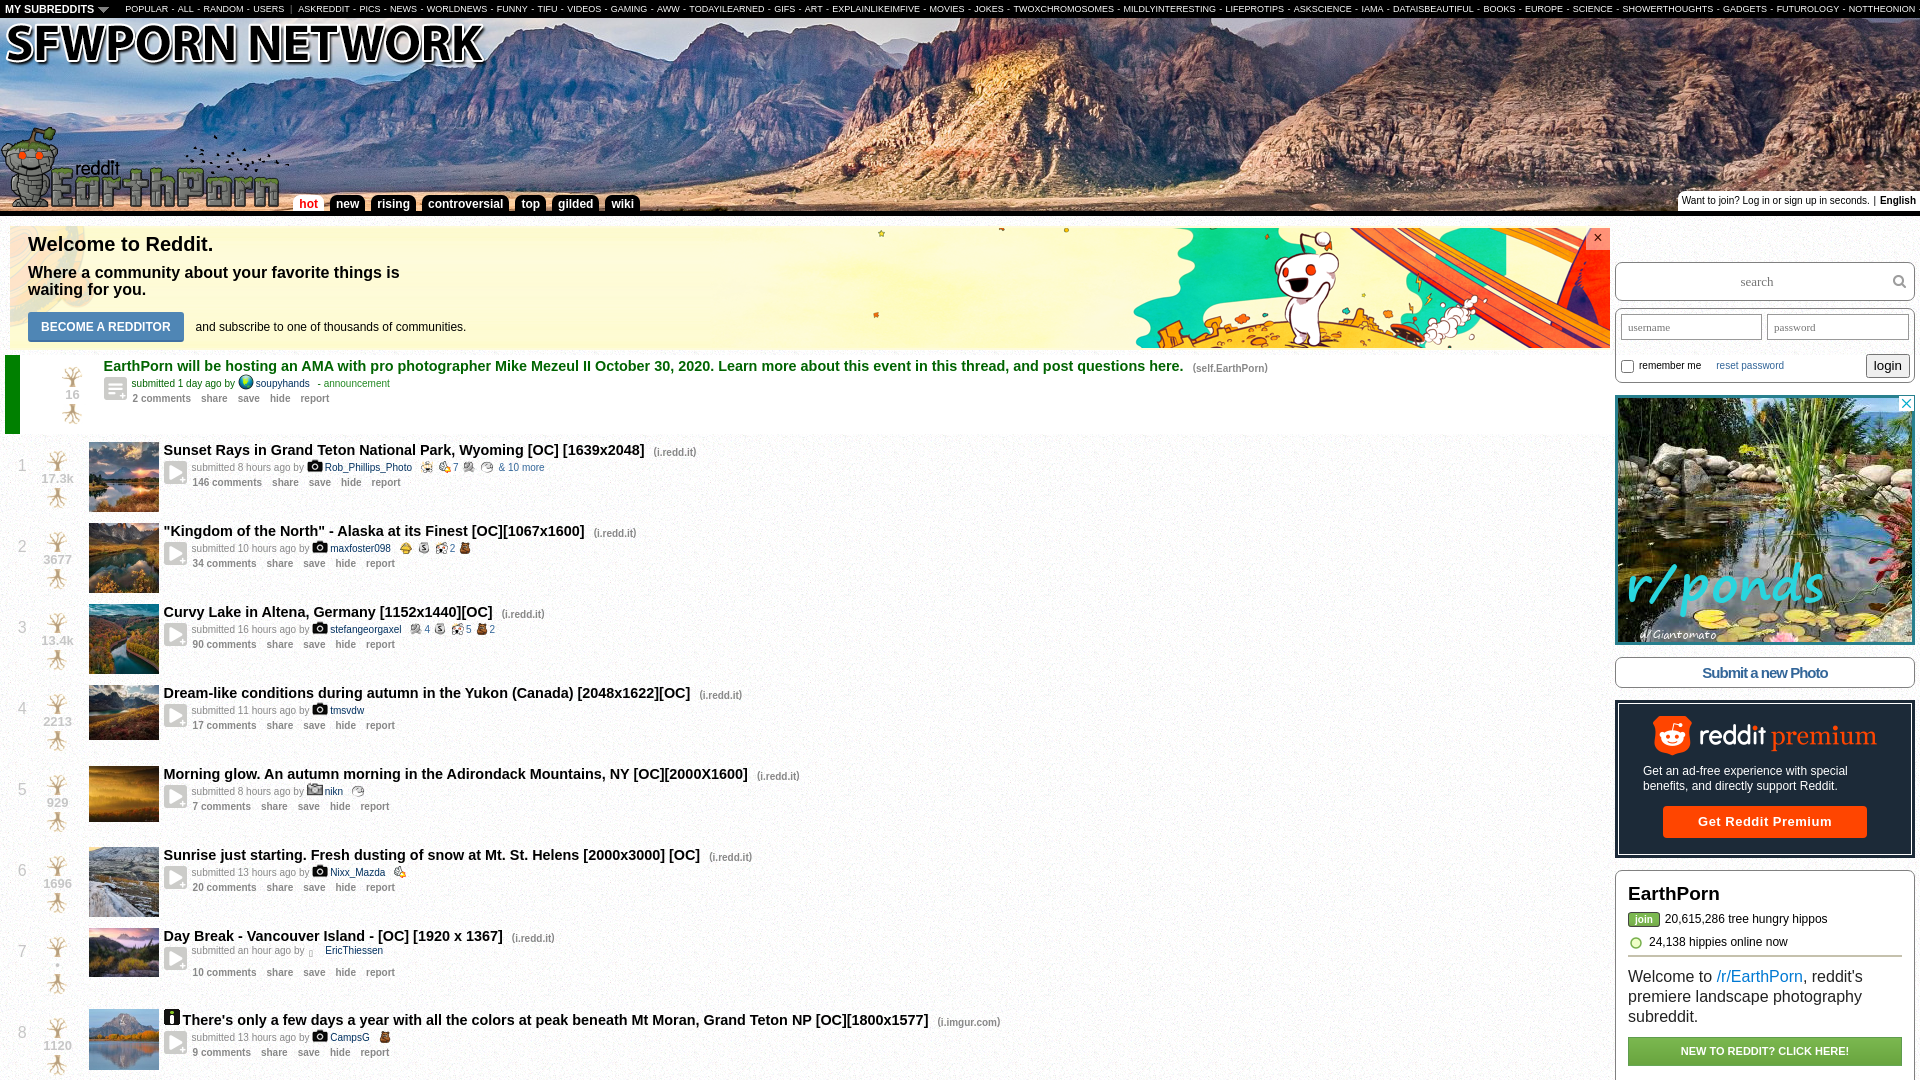 MY SUBREDDITS POPULAR - ALL - RANDOM - USERS | ASKREDDIT - PICS - NEWS - WORLDNEWS - FUNNY - TIFU - VIDEOS - GAMING - AWW - TODAYILEARNED - GIFS - ART - EXPLAINLIKEIMFIVE - MOVIES - JOKES - TWOXCHROMOSOMES - MILDLYINTERESTING - LIFEPROTIPS - ASKSCIENCE - IAMA - DATAISBEAUTIFUL - BOOKS - EUROPE - SCIENCE - SHOWERTHOUGHTS - GADGETS - FUTUROLOGY - NOTTHEONION
SFWPORN NETWORK
reddit
EarthPorn
hot new rising controversial top gilded wiki
Want to join? Log in or sign up in seconds. | English
Welcome to Reddit.
Where a community about your favorite things is
waiting for you.
BECOME A REDDITOR and subscribe to one of thousands of communities.
×
EarthPorn will be hosting an AMA with pro photographer Mike Mezeul II October 30, 2020. Learn more about this event in this thread, and post questions here. (self.EarthPorn)
submitted 1 day ago by soupyhands - announcement
16
2 comments share save hide report
Sunset Rays in Grand Teton National Park, Wyoming [OC] [1639x2048] (i.redd.it)
1
submitted 8 hours ago by Rob_Phillips_Photo 7 & 10 more
17.3k
146 comments share save hide report
"Kingdom of the North" - Alaska at its Finest [OC][1067x1600] (i.redd.it)
2
submitted 10 hours ago by maxfoster098 2
3677
34 comments share save hide report
Curvy Lake in Altena, Germany [1152x1440][OC] (i.redd.it)
3
submitted 16 hours ago by stefangeorgaxel 4 5 2
13.4k
90 comments share save hide report
Dream-like conditions during autumn in the Yukon (Canada) [2048x1622][OC] (i.redd.it)
4
submitted 11 hours ago by tmsvdw
2213
17 comments share save hide report
Morning glow. An autumn morning in the Adirondack Mountains, NY [OC][2000X1600] (i.redd.it)
5
submitted 8 hours ago by nikn
929
7 comments share save hide report
Sunrise just starting. Fresh dusting of snow at Mt. St. Helens [2000x3000] [OC] (i.redd.it)
6
submitted 13 hours ago by Nixx_Mazda
1696
20 comments share save hide report
Day Break - Vancouver Island - [OC] [1920 x 1367] (i.redd.it)
7
submitted an hour ago by EricThiessen
•
10 comments share save hide report
There's only a few days a year with all the colors at peak beneath Mt Moran, Grand Teton NP [OC][1800x1577] (i.imgur.com)
8
submitted 13 hours ago by CampsG
1120
9 comments share save hide report
search
username password
remember me reset password login
r/ponds
u/Giantomato
Submit a new Photo
reddit premium
Get an ad-free experience with special
benefits, and directly support Reddit.
Get Reddit Premium
EarthPorn
join 20,615,286 tree hungry hippos
24,138 hippies online now
Welcome to /r/EarthPorn, reddit's
premiere landscape photography
subreddit.
NEW TO REDDIT? CLICK HERE!